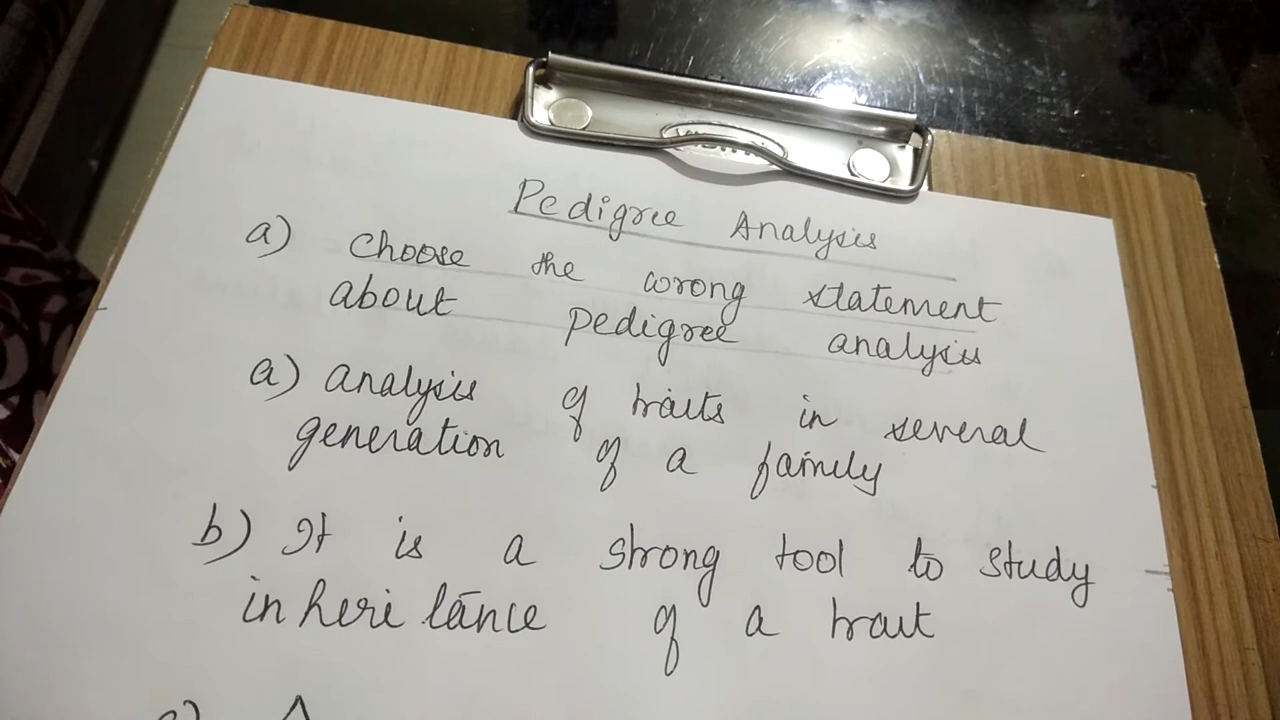 Pedigree Analysis
a) Choose the wrong statement
about pedigree analysis
a) analysis of traits in several
generation of a family
b) It is a strong tool to study
inheritance of a trait
c) A